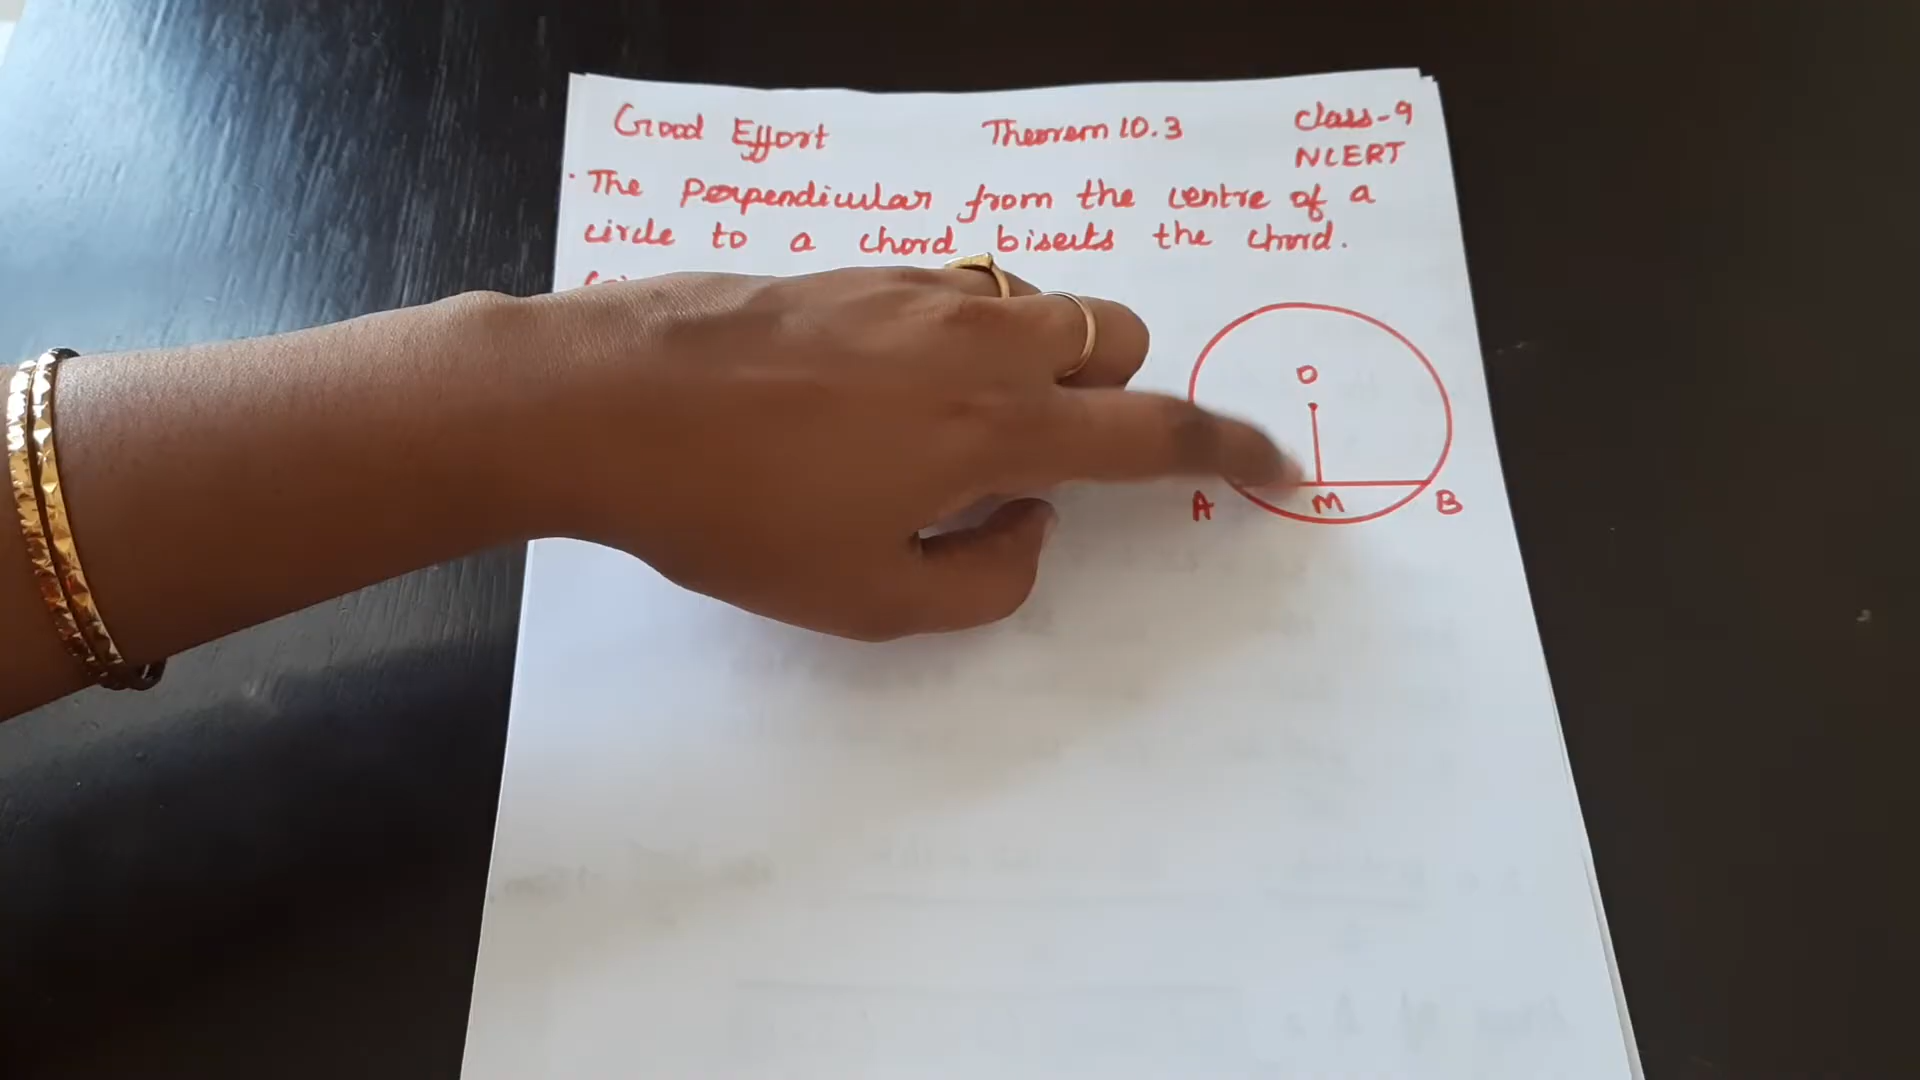 Good Effort
Theorem 10.3
Class-9
NCERT
The Perpendicular from the centre of a
circle to a chord bisects the chord.
O
A
M
B